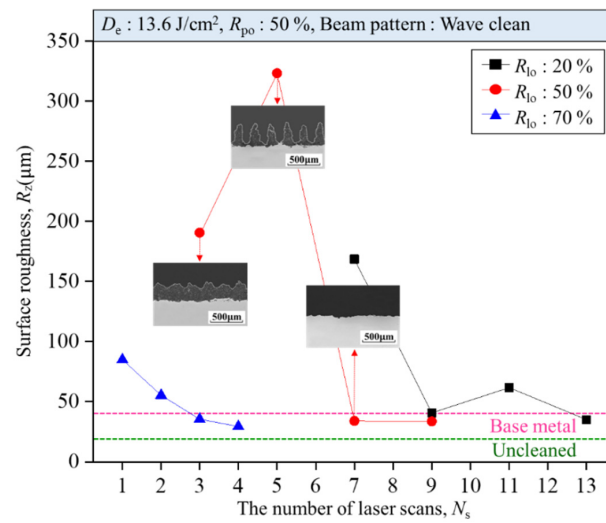 Dₑ : 13.6 J/cm², Rₚₒ : 50 %, Beam pattern : Wave clean
Rₗₒ : 20 %
Rₗₒ : 50 %
Rₗₒ : 70 %
Surface roughness, R_z(μm)
350
300
250
200
150
100
50
0
500μm
500μm
500μm
Base metal
Uncleaned
1 2 3 4 5 6 7 8 9 10 11 12 13
The number of laser scans, Nₛ